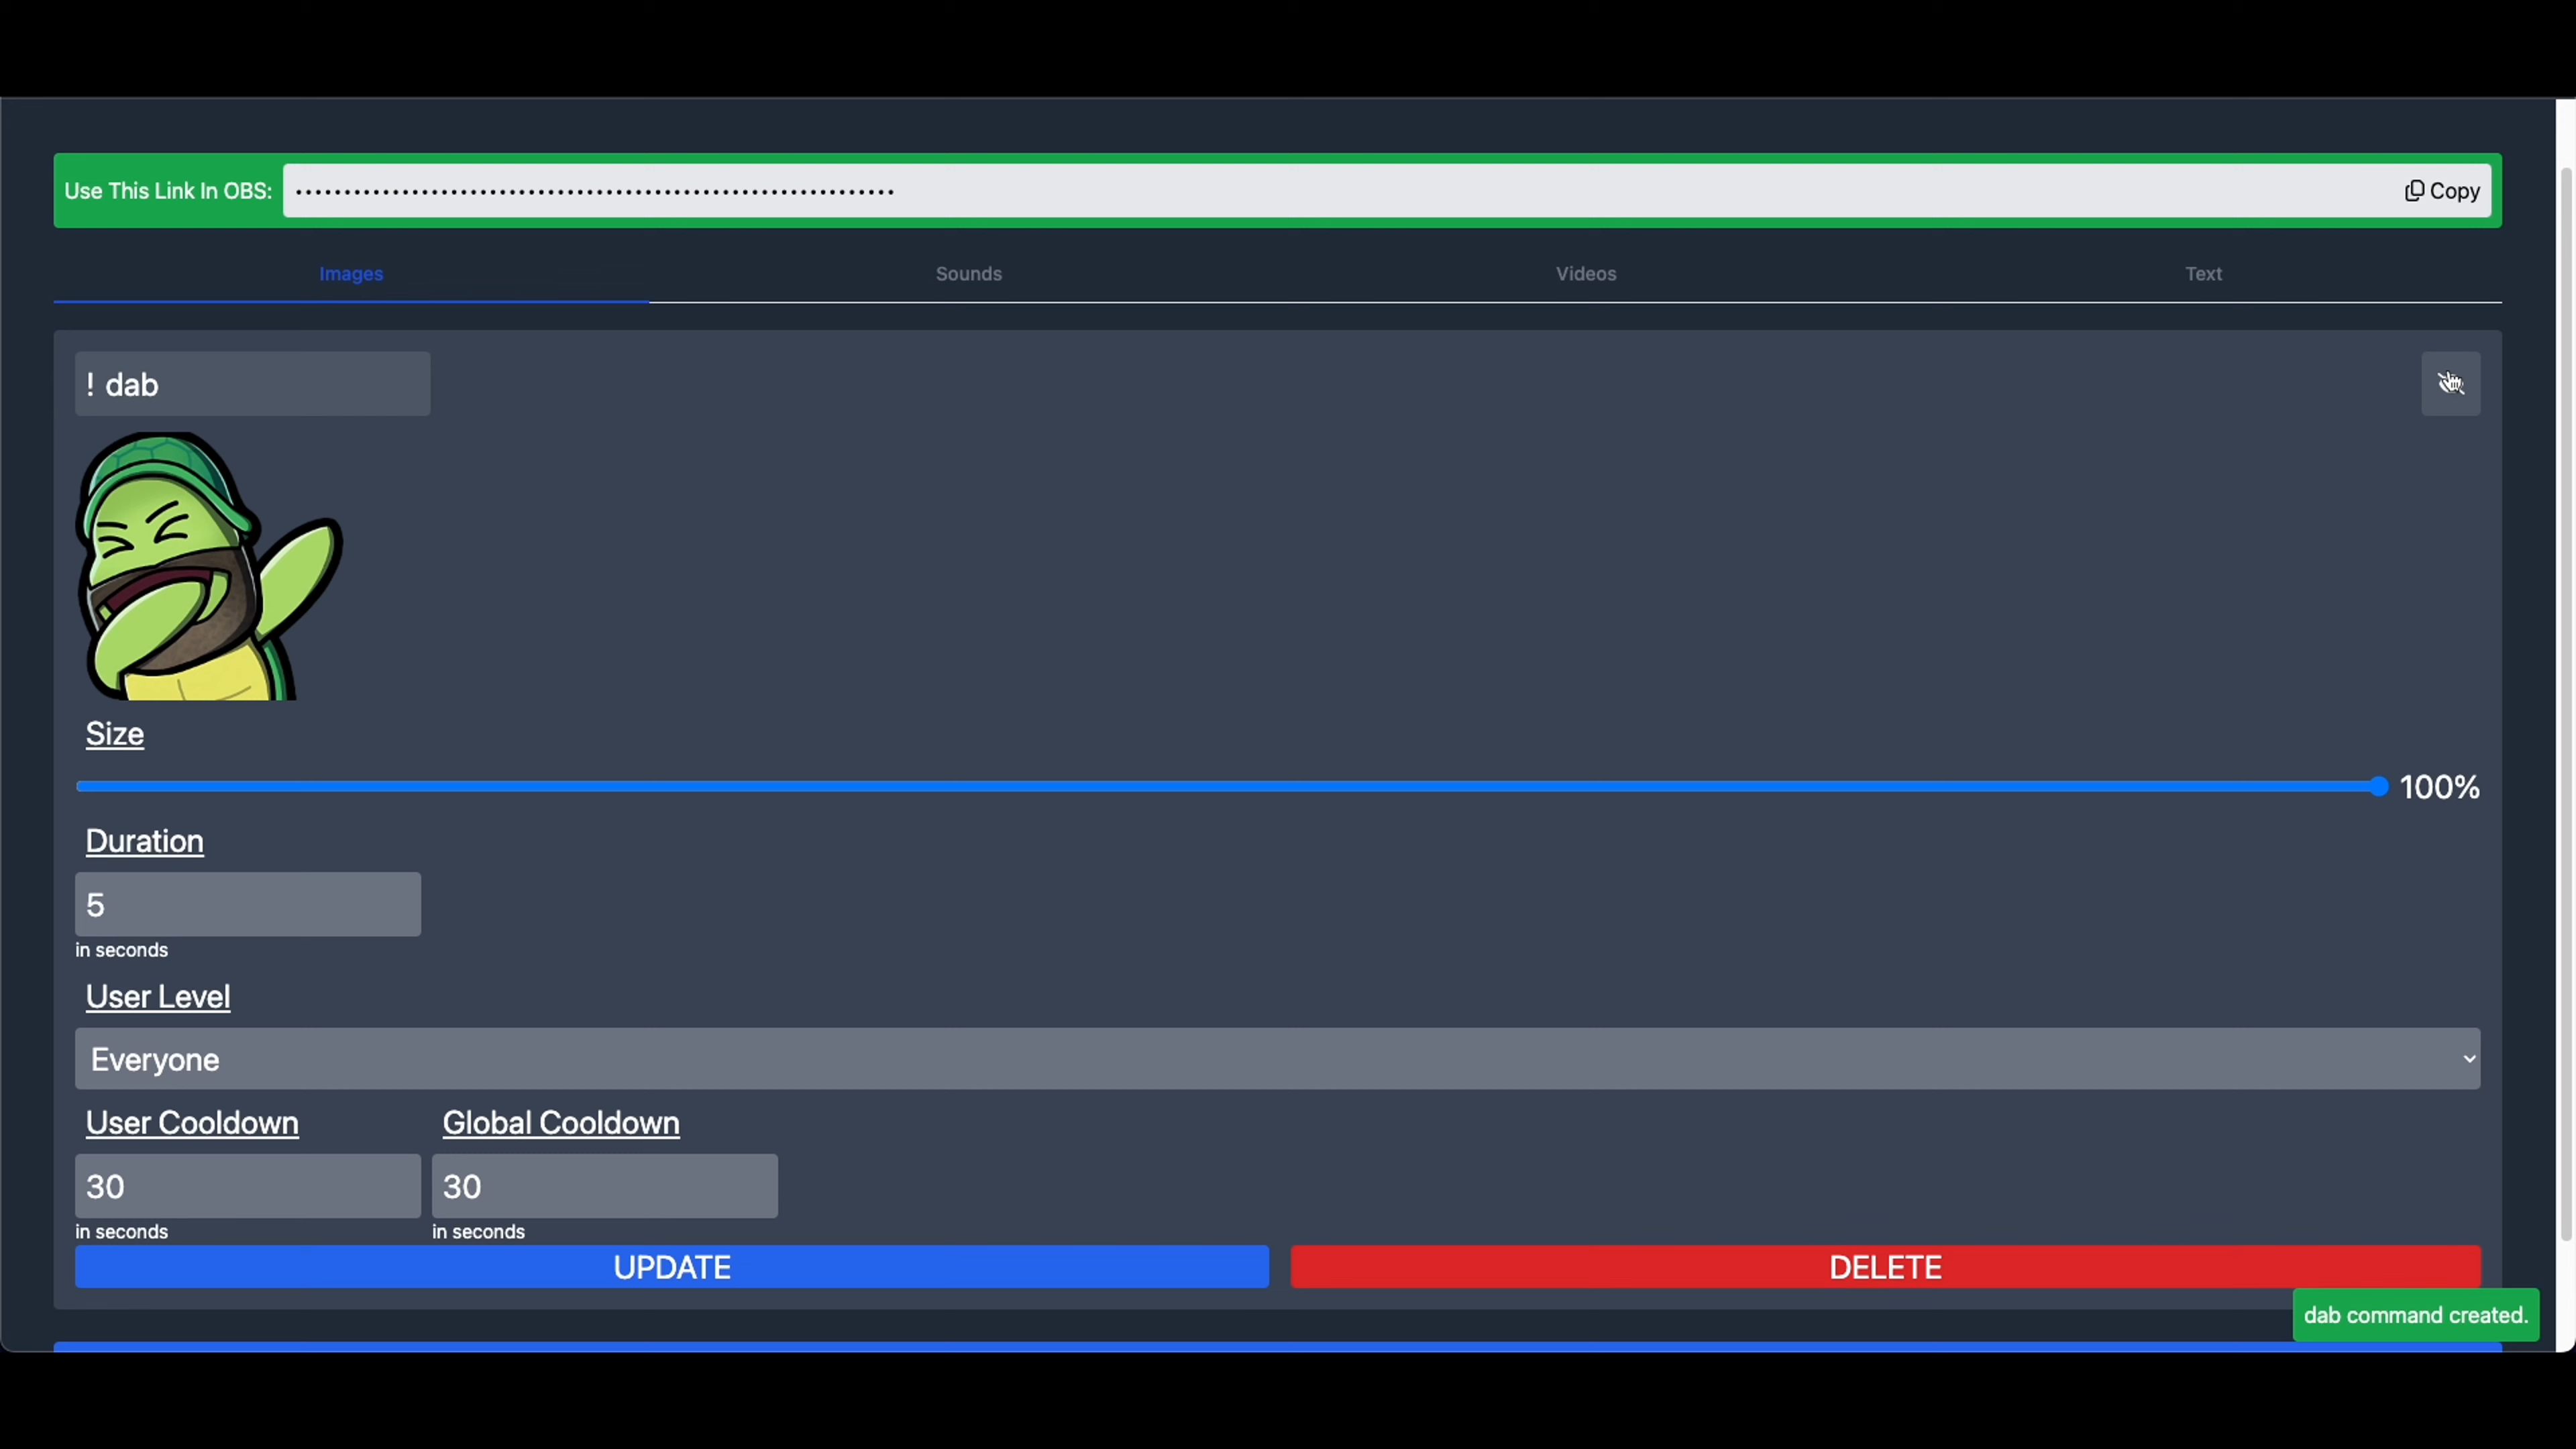 Use This Link In OBS: •••••••••••••••••••••••••••••••••••••••••••••••••••••••••••••• Copy
Images Sounds Videos Text
! dab
Size
100%
Duration
5
in seconds
User Level
Everyone
User Cooldown Global Cooldown
30 30
in seconds in seconds
UPDATE DELETE
dab command created.